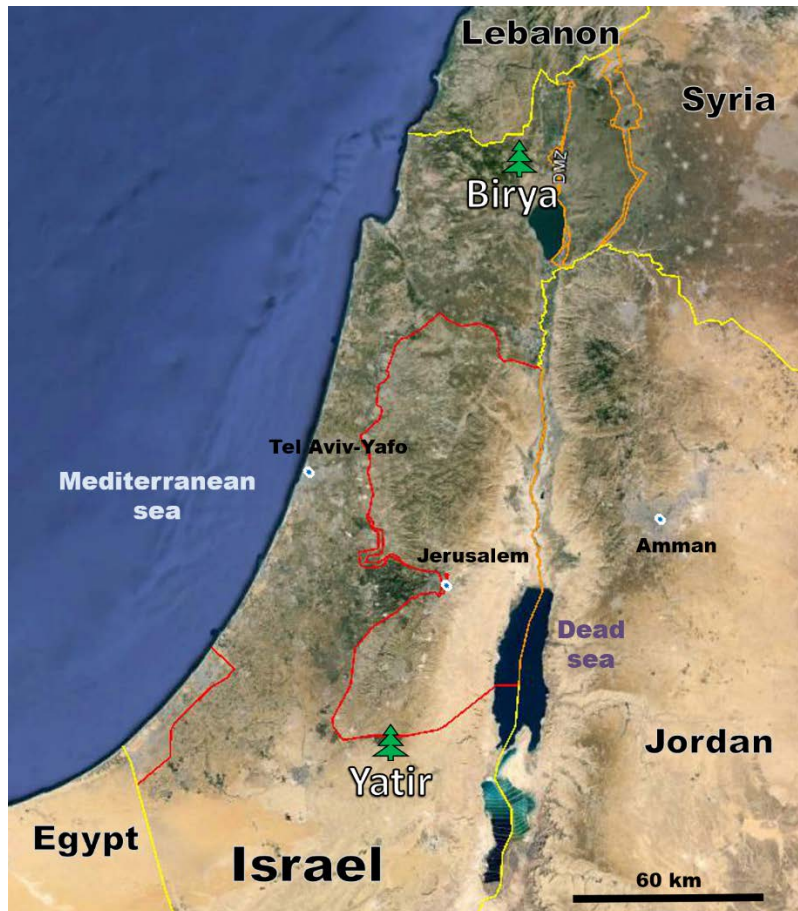 Lebanon
Syria
DMZ
Birya
Tel Aviv-Yafo
Mediterranean
sea
Amman
Jerusalem
Dead
sea
Jordan
Yatir
Egypt
Israel
60 km